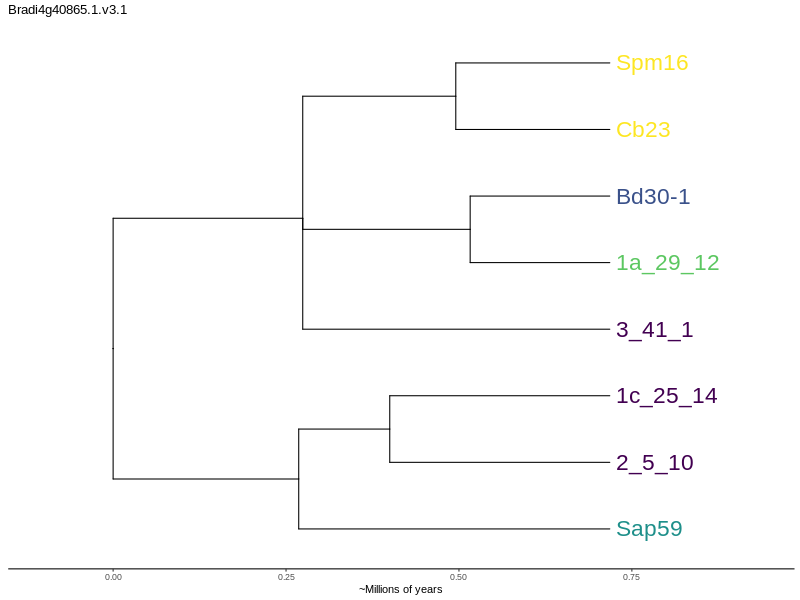 Bradi4g40865.1.v3.1
Spm16
Cb23
Bd30-1
1a_29_12
3_41_1
1c_25_14
2_5_10
Sap59
0.00 0.25 0.50 0.75
~Millions of years